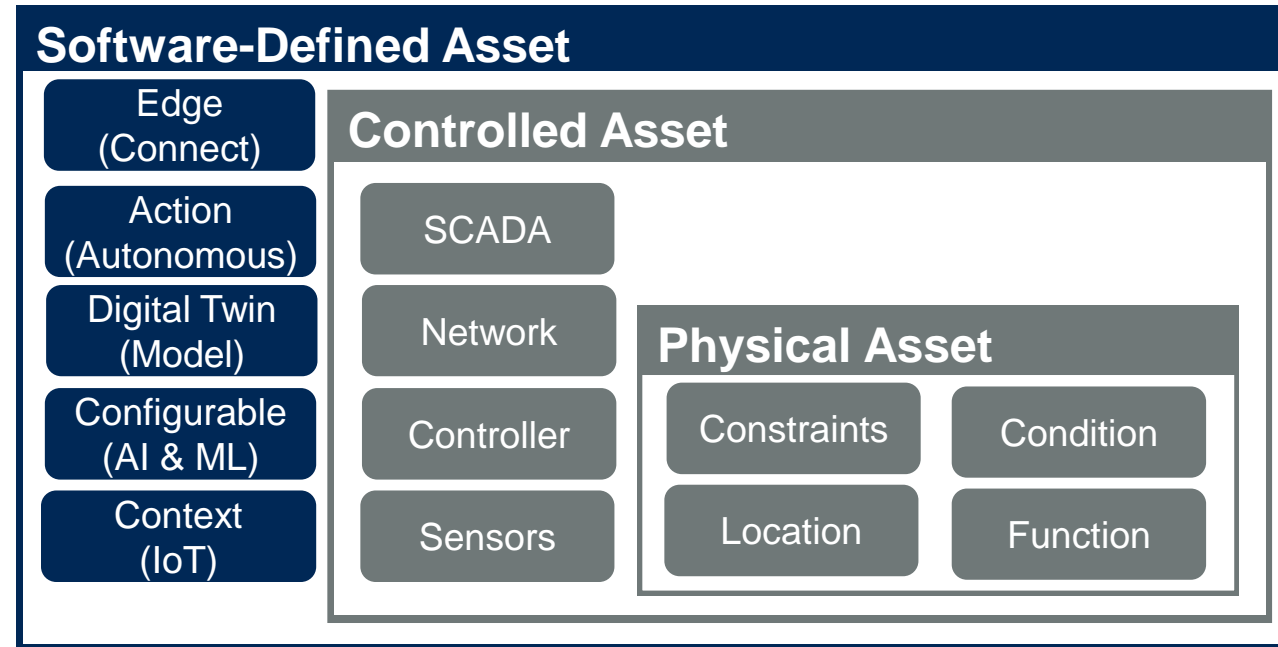 Software-Defined Asset
Edge
(Connect)
Action
(Autonomous)
Digital Twin
(Model)
Configurable
(AI & ML)
Context
(IoT)
Controlled Asset
SCADA
Network
Controller
Sensors
Physical Asset
Constraints
Condition
Location
Function